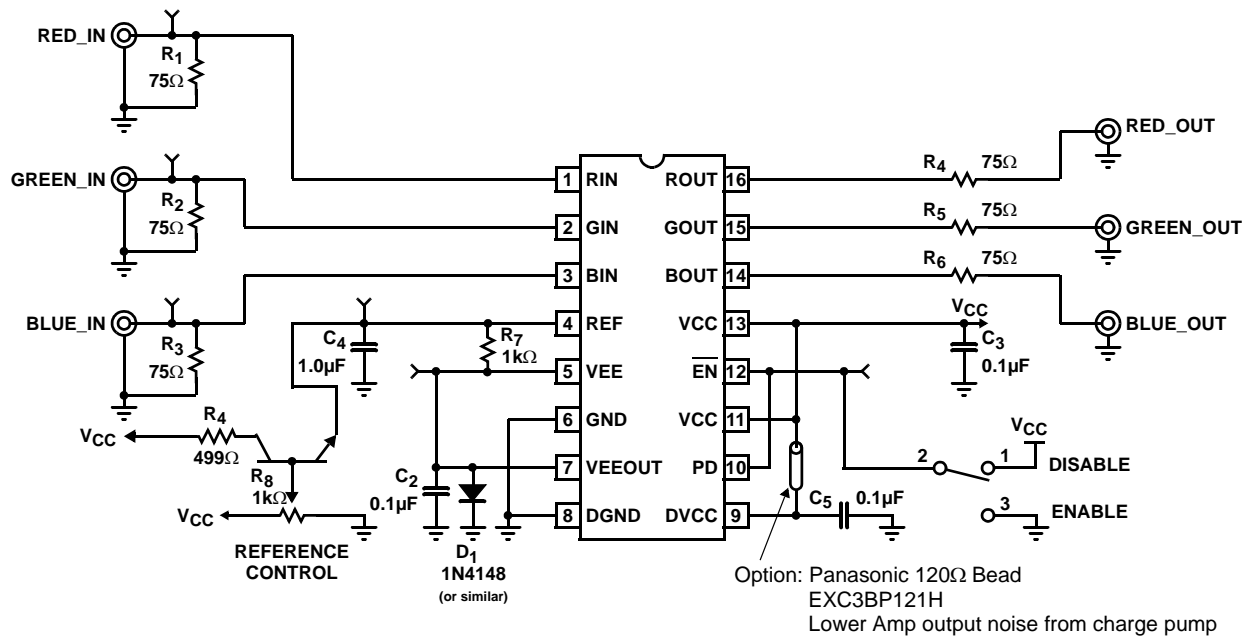 RED_IN
R1
75Ω
GREEN_IN
R2
75Ω
BLUE_IN
R3
75Ω
1 RIN
2 GIN
3 BIN
4 REF
5 VEE
6 GND
7 VEEOUT
8 DGND
ROUT 16
GOUT 15
BOUT 14
VCC 13
EN 12
VCC 11
PD 10
DVCC 9
R4 75Ω
R5 75Ω
R6 75Ω
RED_OUT
GREEN_OUT
BLUE_OUT
VCC
C3
0.1µF
C4
1.0µF
R7
1kΩ
VCC
R4
499Ω
R8
1kΩ
VCC
REFERENCE
CONTROL
C2
0.1µF
D1
1N4148
(or similar)
C5 0.1µF
VCC
2 1 DISABLE
3 ENABLE
Option: Panasonic 120Ω Bead
EXC3BP121H
Lower Amp output noise from charge pump